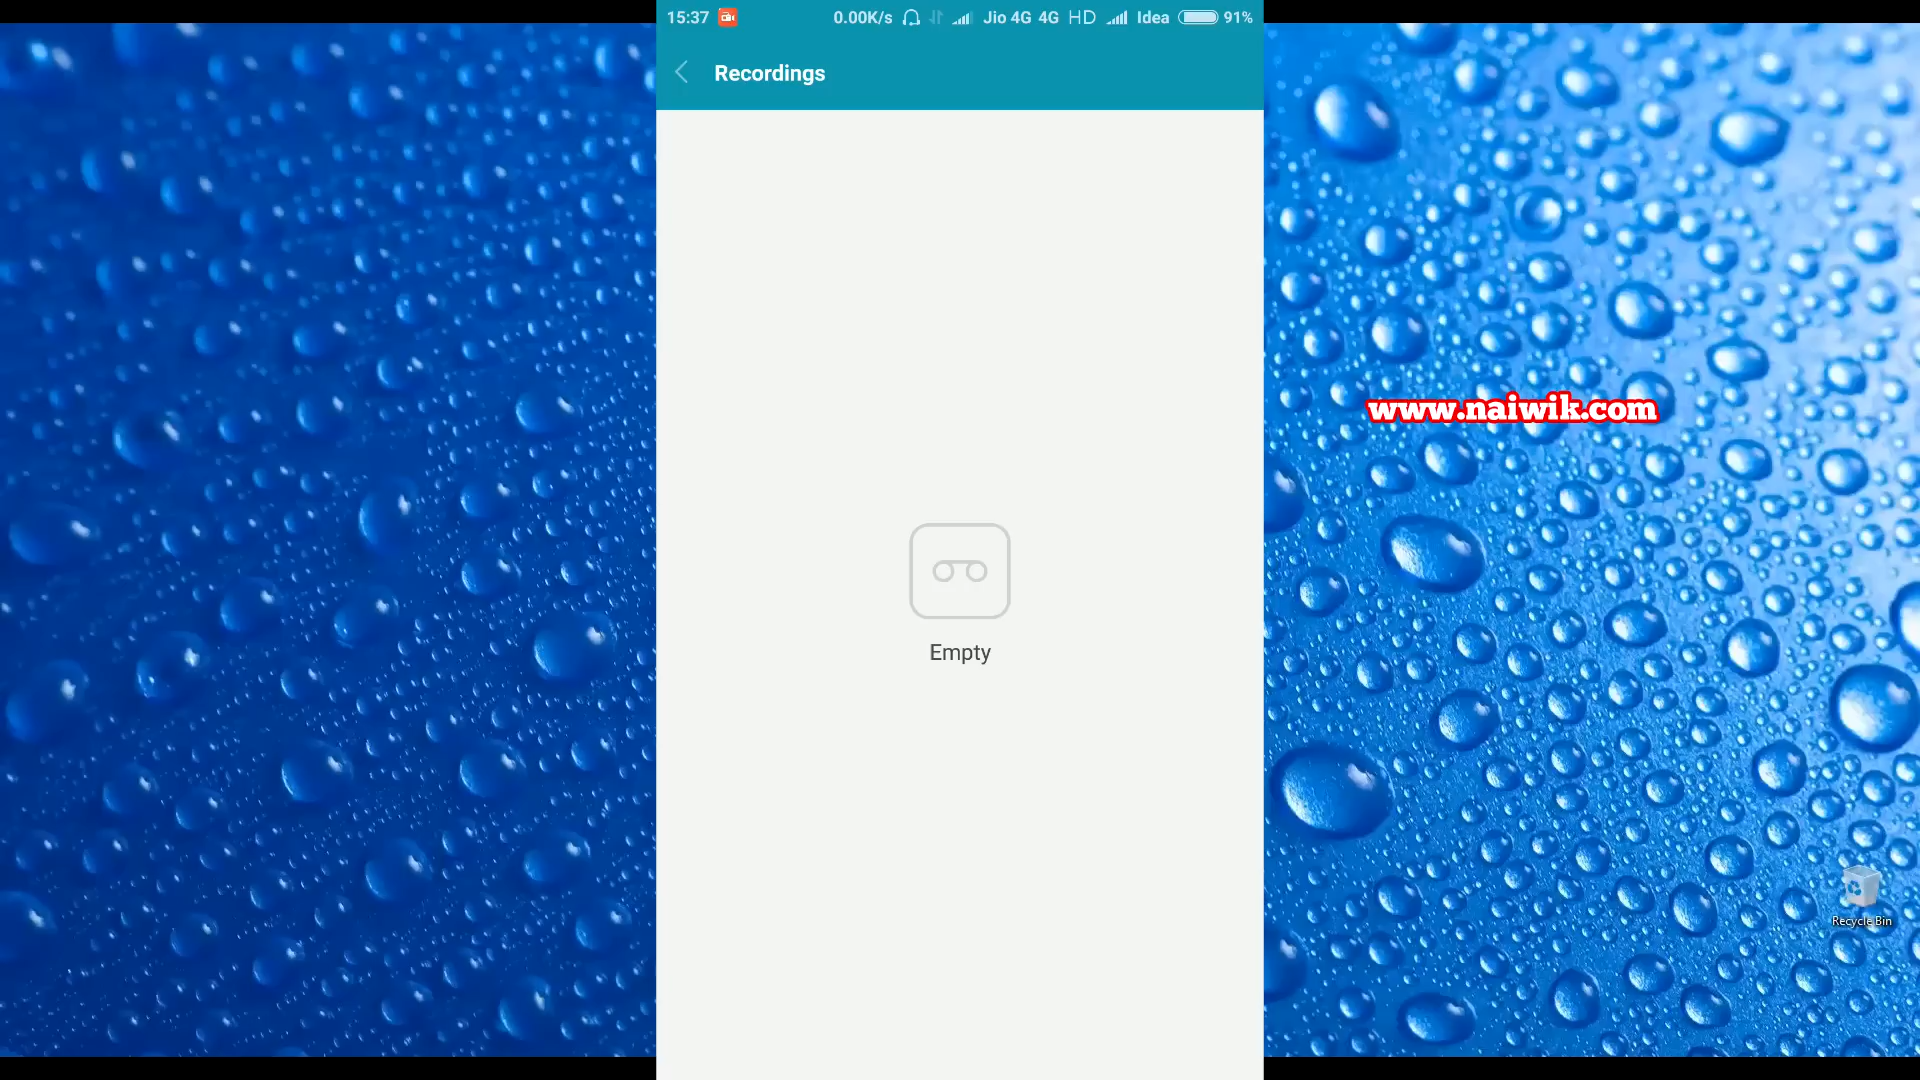 15:37 0.00K/s Jio 4G 4G HD Idea 91%
Recordings
www.naiwik.com
Empty
Recycle Bin